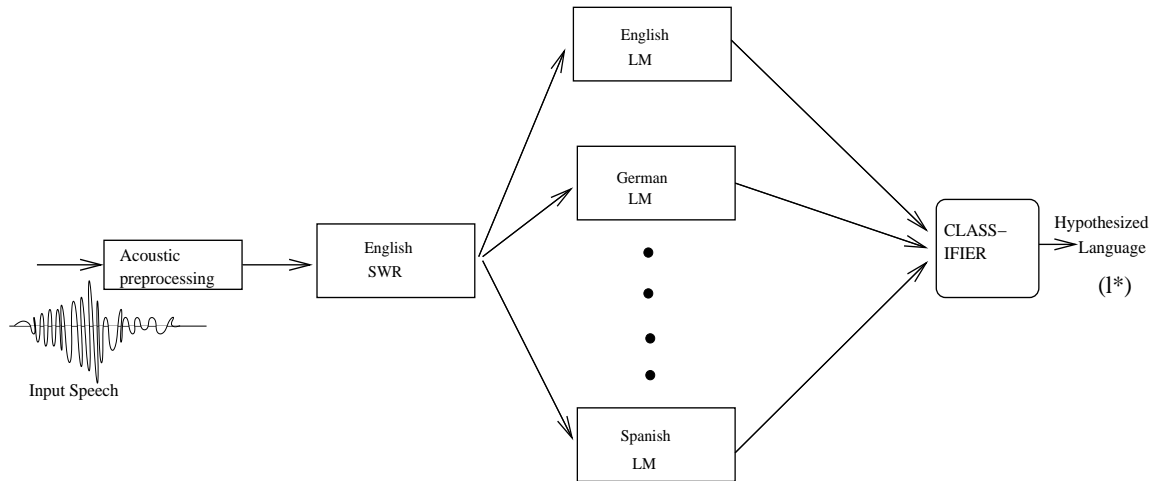 Input Speech
Acoustic
preprocessing
English
SWR
English
LM
German
LM
Spanish
LM
CLASS–
IFIER
Hypothesized
Language
(l*)